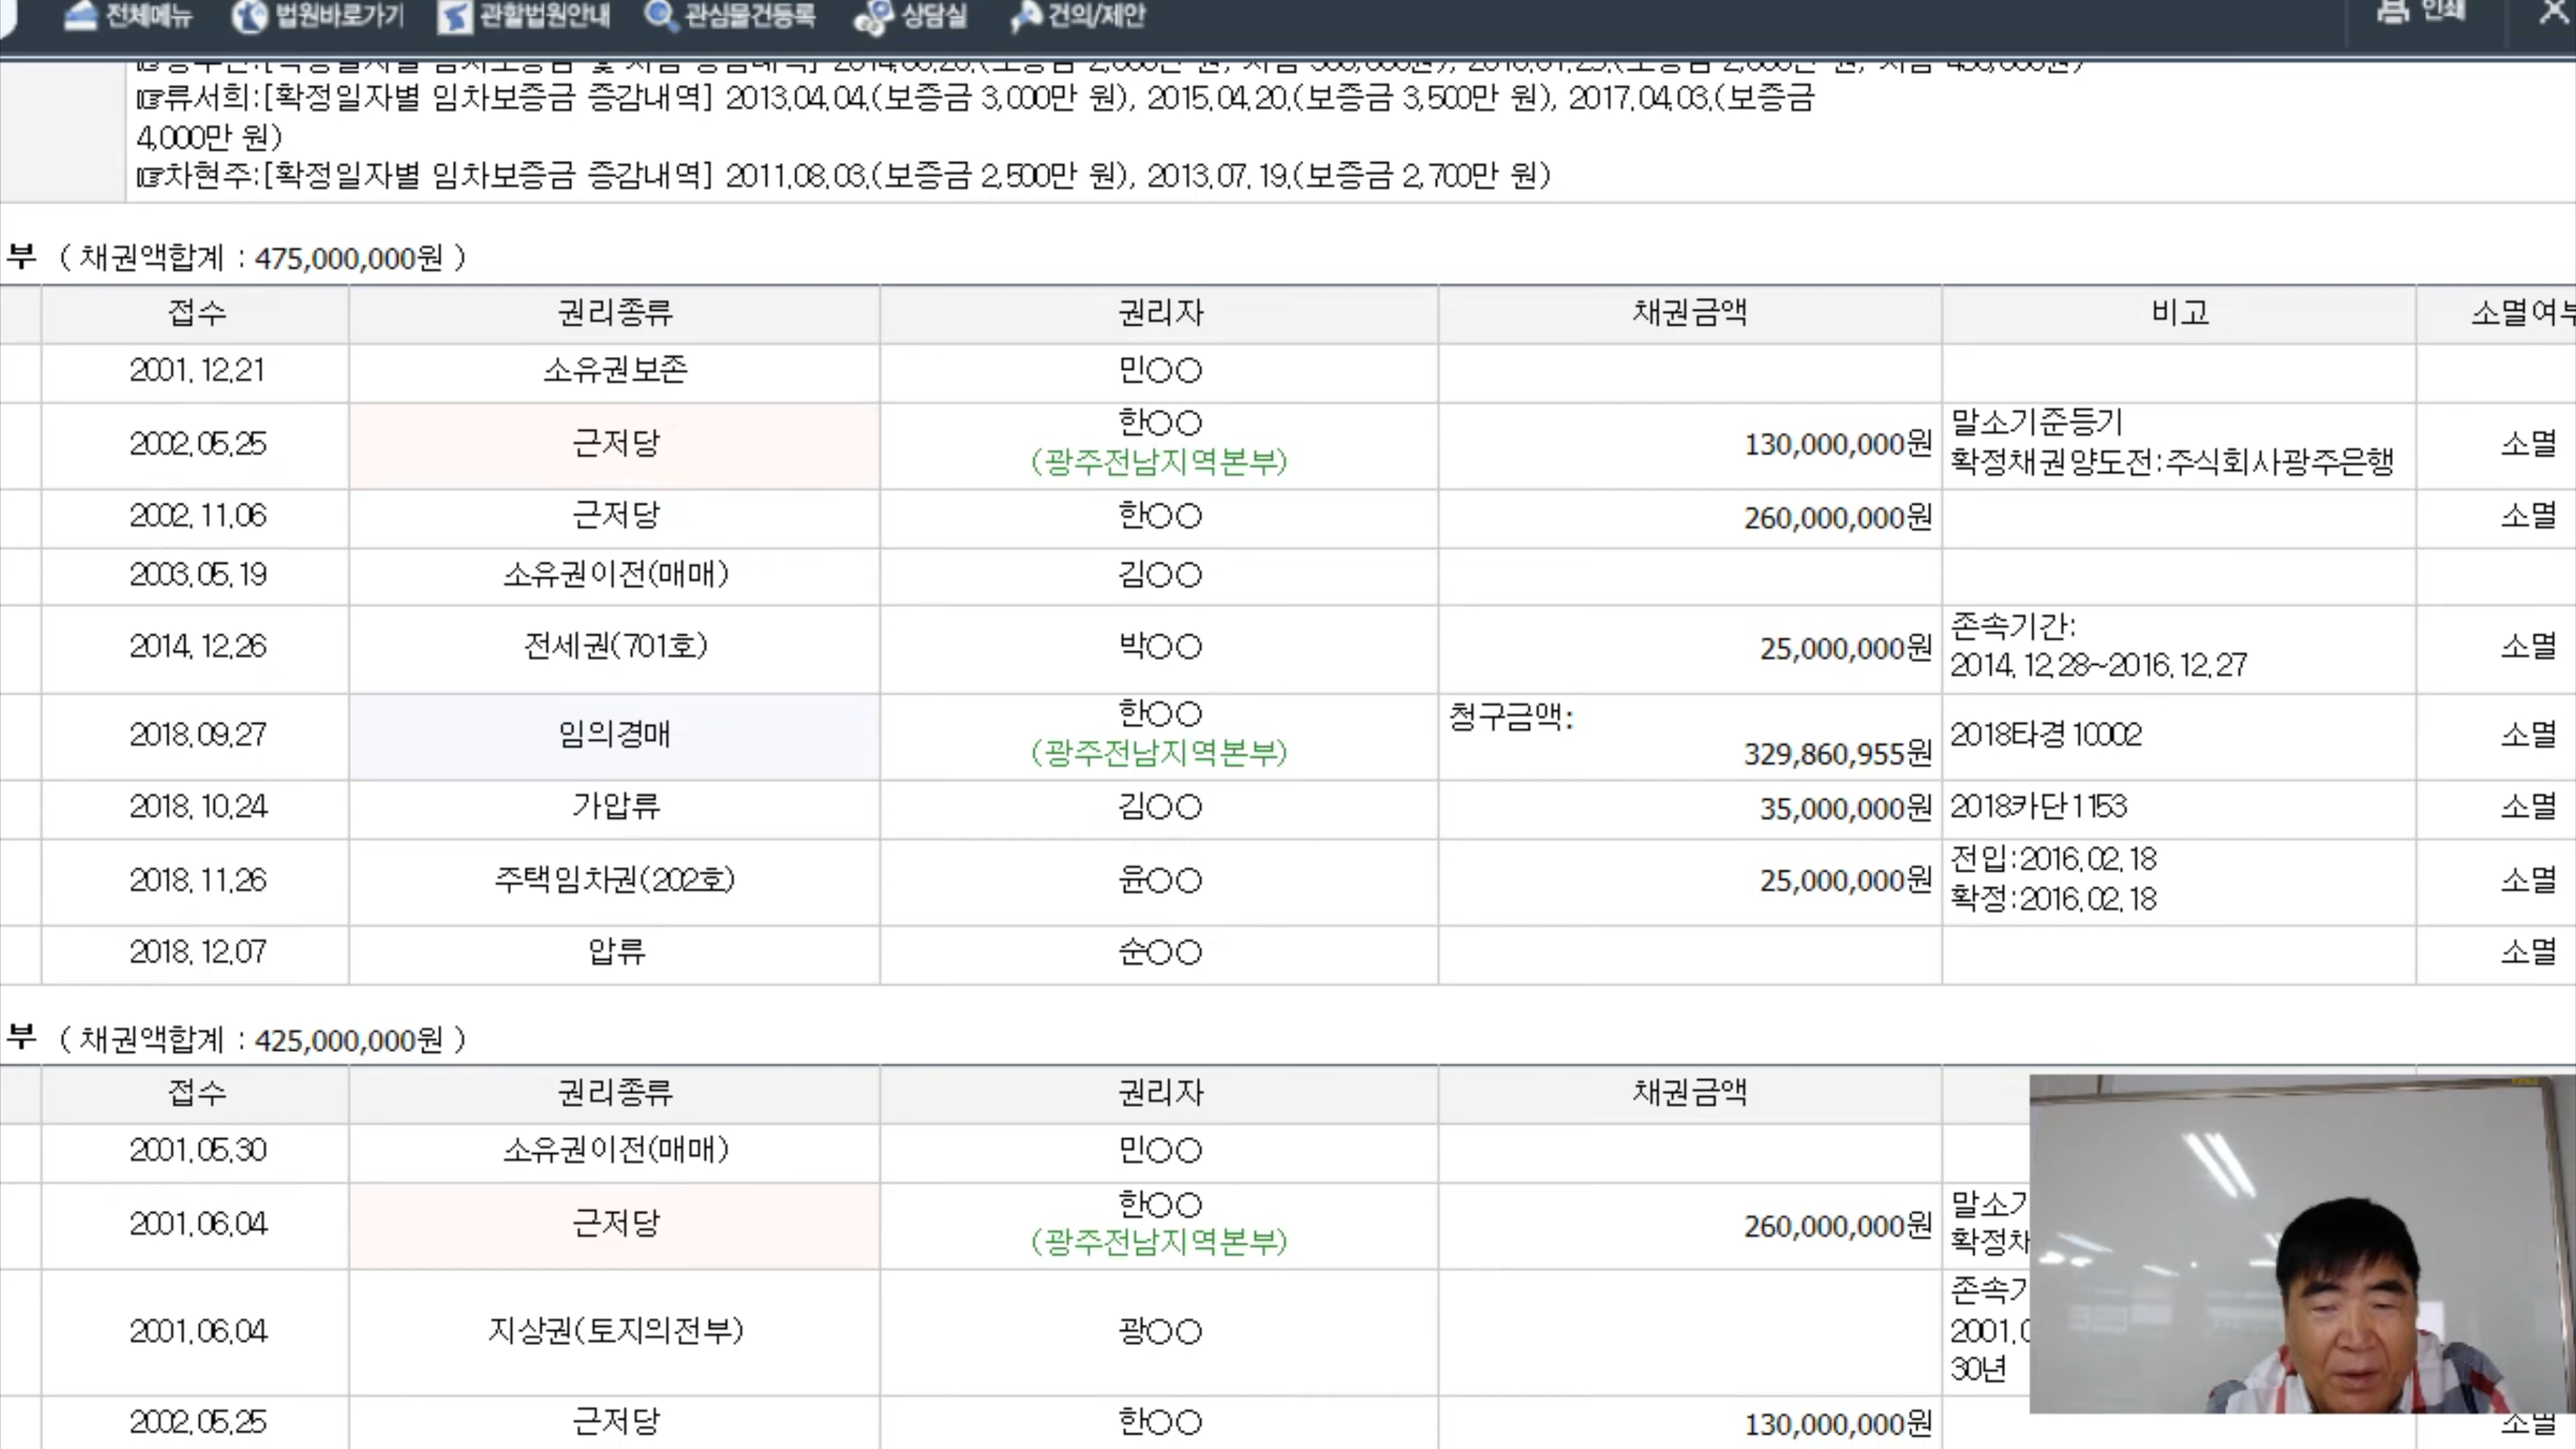 전체메뉴 법원바로가기 관할법원안내 관심물건등록 상담실 건의/제안 인쇄
☞류서희:[확정일자별 임차보증금 증감내역] 2013.04.04.(보증금 3,000만 원), 2015.04.20.(보증금 3,500만 원), 2017.04.03.(보증금
4,000만 원)
☞차현주:[확정일자별 임차보증금 증감내역] 2011.08.03.(보증금 2,500만 원), 2013.07.19.(보증금 2,700만 원)
부 ( 채권액합계 : 475,000,000원 )
접수 권리종류 권리자 채권금액 비고 소멸여부
2001.12.21 소유권보존 민○○
2002.05.25 근저당 한○○ (광주전남지역본부) 130,000,000원 말소기준등기 확정채권양도전:주식회사광주은행 소멸
2002.11.06 근저당 한○○ 260,000,000원 소멸
2003.05.19 소유권이전(매매) 김○○
2014.12.26 전세권(701호) 박○○ 25,000,000원 존속기간: 2014.12.28~2016.12.27 소멸
2018.09.27 임의경매 한○○ (광주전남지역본부) 청구금액: 329,860,955원 2018타경10002 소멸
2018.10.24 가압류 김○○ 35,000,000원 2018카단1153 소멸
2018.11.26 주택임차권(202호) 윤○○ 25,000,000원 전입:2016.02.18 확정:2016.02.18 소멸
2018.12.07 압류 순○○ 소멸
부 ( 채권액합계 : 425,000,000원 )
접수 권리종류 권리자 채권금액
2001.05.30 소유권이전(매매) 민○○
2001.06.04 근저당 한○○ (광주전남지역본부) 260,000,000원 말소기 확정채
2001.06.04 지상권(토지의전부) 광○○ 존속기 2001.0 30년
2002.05.25 근저당 한○○ 130,000,000원 소멸